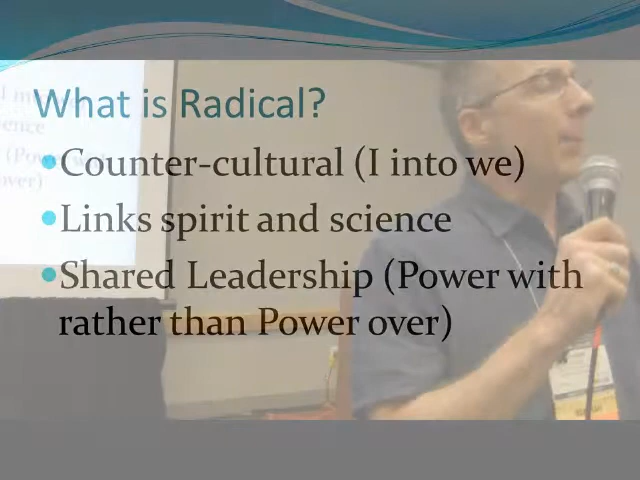 What is Radical?
Counter-cultural (I into we)
Links spirit and science
Shared Leadership (Power with
rather than Power over)